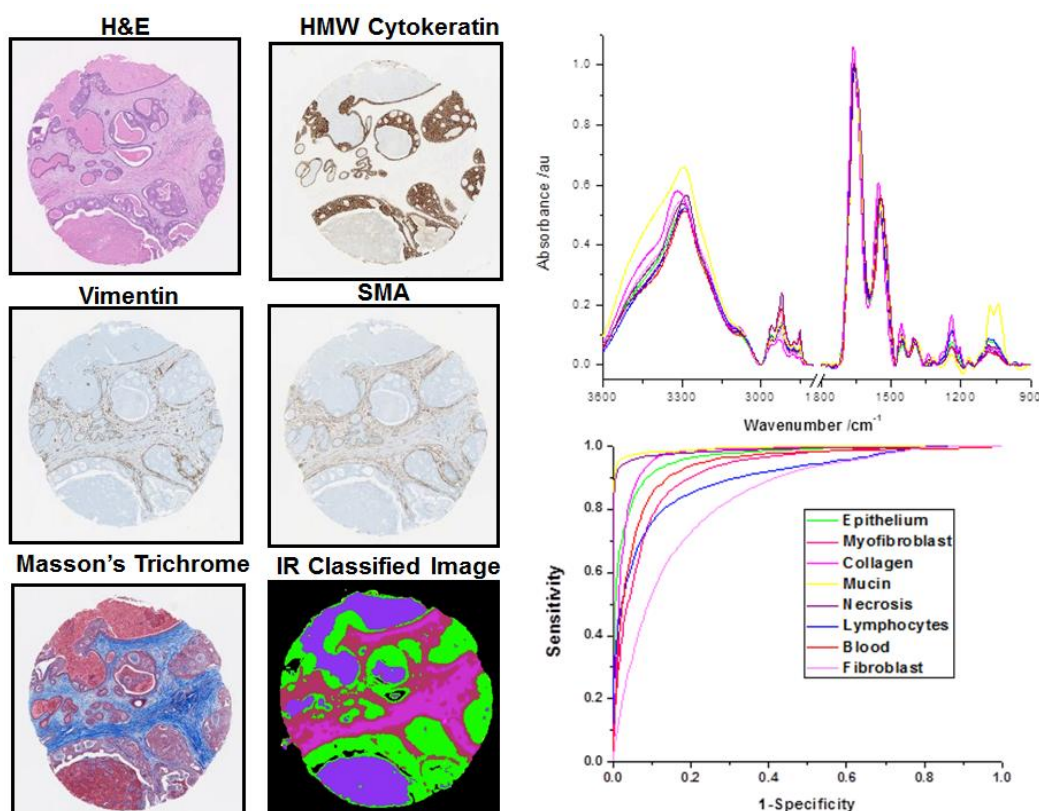 H&E
HMW Cytokeratin
Vimentin
SMA
Masson's Trichrome
IR Classified Image
Absorbance /au
1.0
0.8
0.6
0.4
0.2
0.0
3600
3300
3000
1800
1500
1200
900
Wavenumber /cm-1
Sensitivity
1.0
0.8
0.6
0.4
0.2
0.0
Epithelium
Myofibroblast
Collagen
Mucin
Necrosis
Lymphocytes
Blood
Fibroblast
0.0
0.2
0.4
0.6
0.8
1.0
1-Specificity